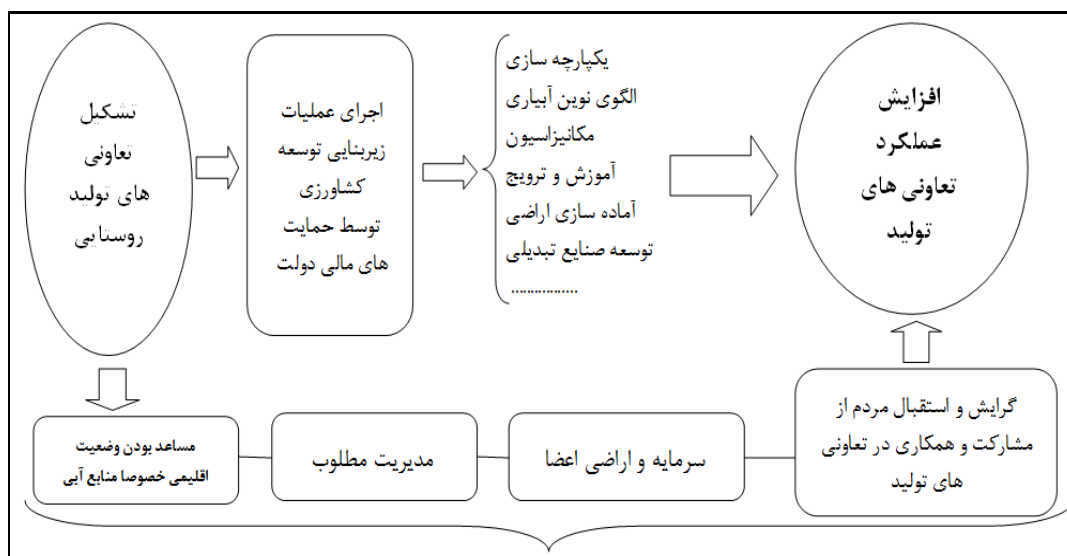 تشکیل
تعاونی
های تولید
روستایی
اجرای عملیات
زیربنایی توسعه
کشاورزی
توسط حمایت
های مالی دولت
یکپارچه سازی
الگوی نوین آبیاری
مکانیزاسیون
آموزش و ترویج
آماده سازی اراضی
توسعه صنایع تبدیلی
.................
افزایش
عملکرد
تعاونی های
تولید
مساعد بودن وضعیت
اقلیمی خصوصا منابع آبی
مدیریت مطلوب
سرمایه و اراضی اعضا
گرایش و استقبال مردم از
مشارکت و همکاری در تعاونی
های تولید